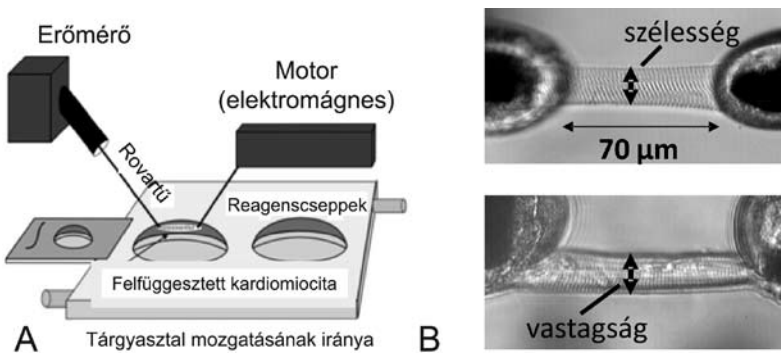 Erőmérő
Motor
(elektromágnes)
Rovartű
Reagenscseppek
Felfüggesztett kardiomiocita
A
Tárgyasztal mozgatásának iránya
B
szélesség
70 µm
vastagság